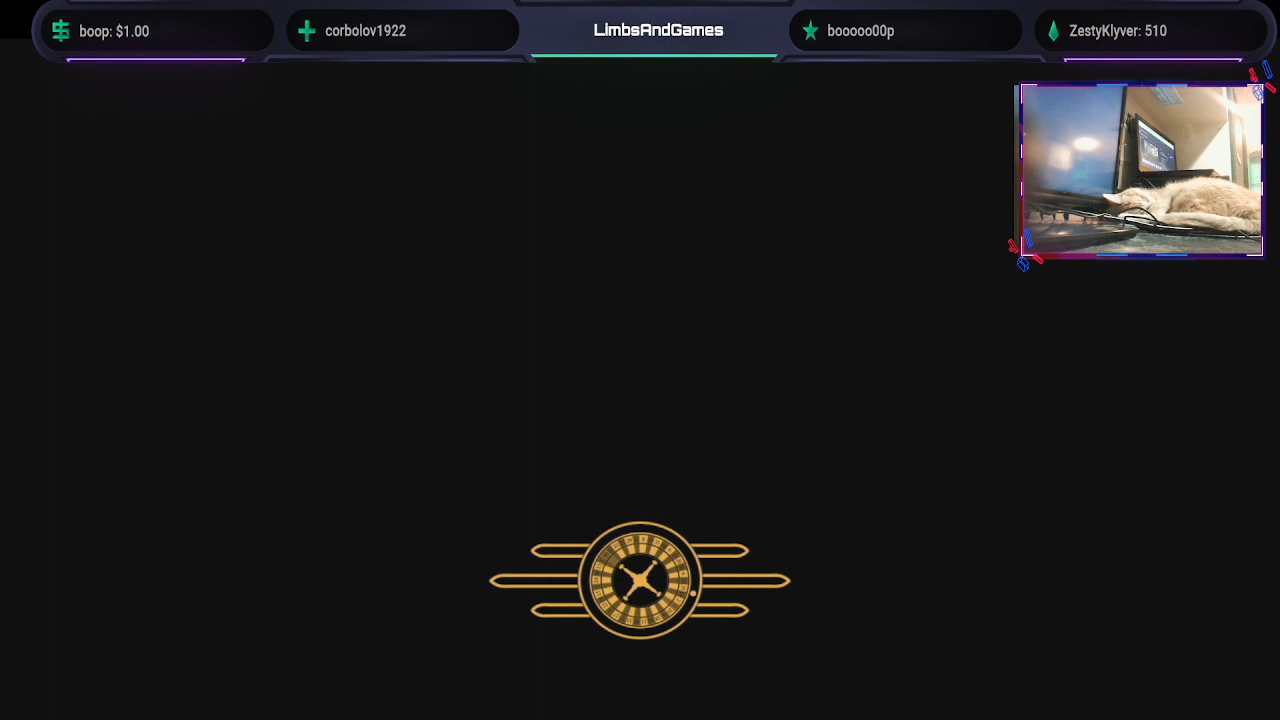 boop: $1.00
corbolov1922
LimbsAndGames
booooo00p
ZestyKlyver: 510